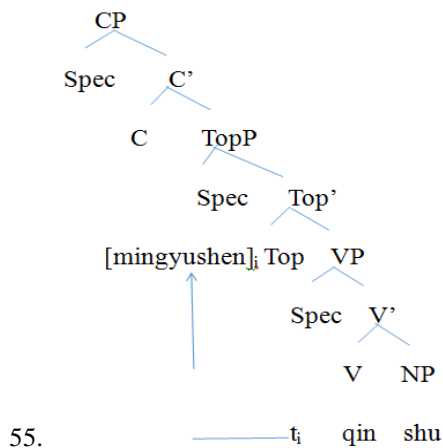 CP
Spec C’
C TopP
Spec Top’
[mingyushen]i Top VP
Spec V’
V NP
55. ti qin shu